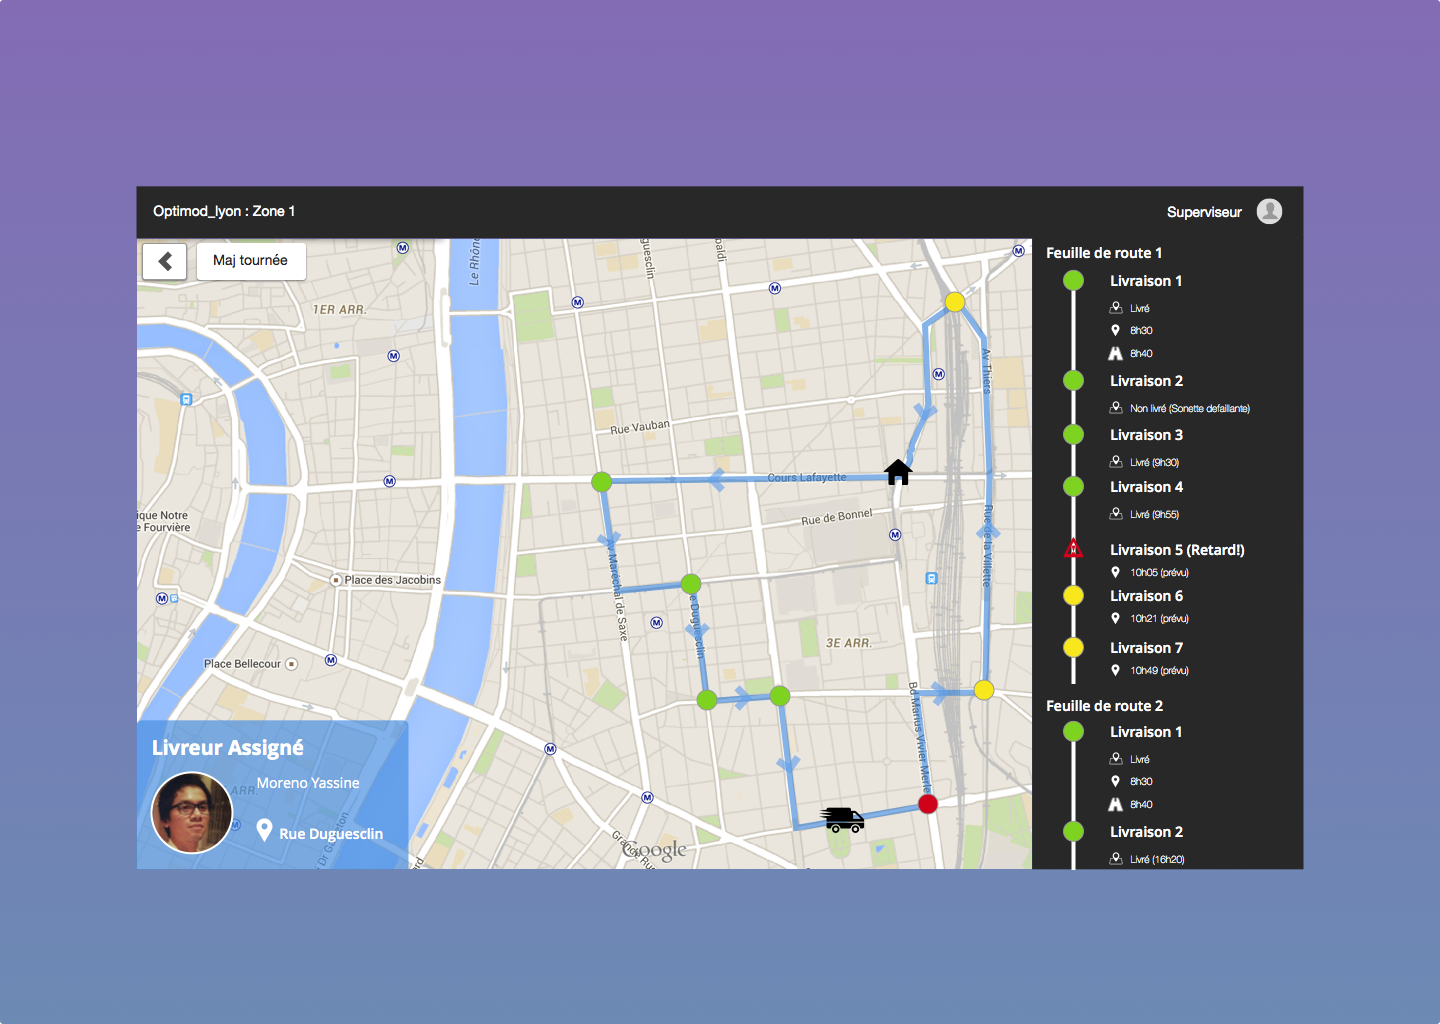 Optimod_lyon : Zone 1
Superviseur
Maj tournée
Le Rhône
1ER ARR.
Rue Vauban
Cours Lafayette
Rue de Bonnel
Av. Maréchal de Saxe
e Duguesclin
Av Thiers
Rue de la Villette
Bd Marius Vivier Merle
3E ARR.
ique Notre
e Fourvière
Place des Jacobins
Place Bellecour
Google
Livreur Assigné
Moreno Yassine
Rue Duguesclin
Feuille de route 1
Livraison 1
Livré
8h30
8h40
Livraison 2
Non livré (Sonette defaillante)
Livraison 3
Livré (9h30)
Livraison 4
Livré (9h55)
Livraison 5 (Retard!)
10h05 (prévu)
Livraison 6
10h21 (prévu)
Livraison 7
10h49 (prévu)
Feuille de route 2
Livraison 1
Livré
8h30
8h40
Livraison 2
Livré (16h20)